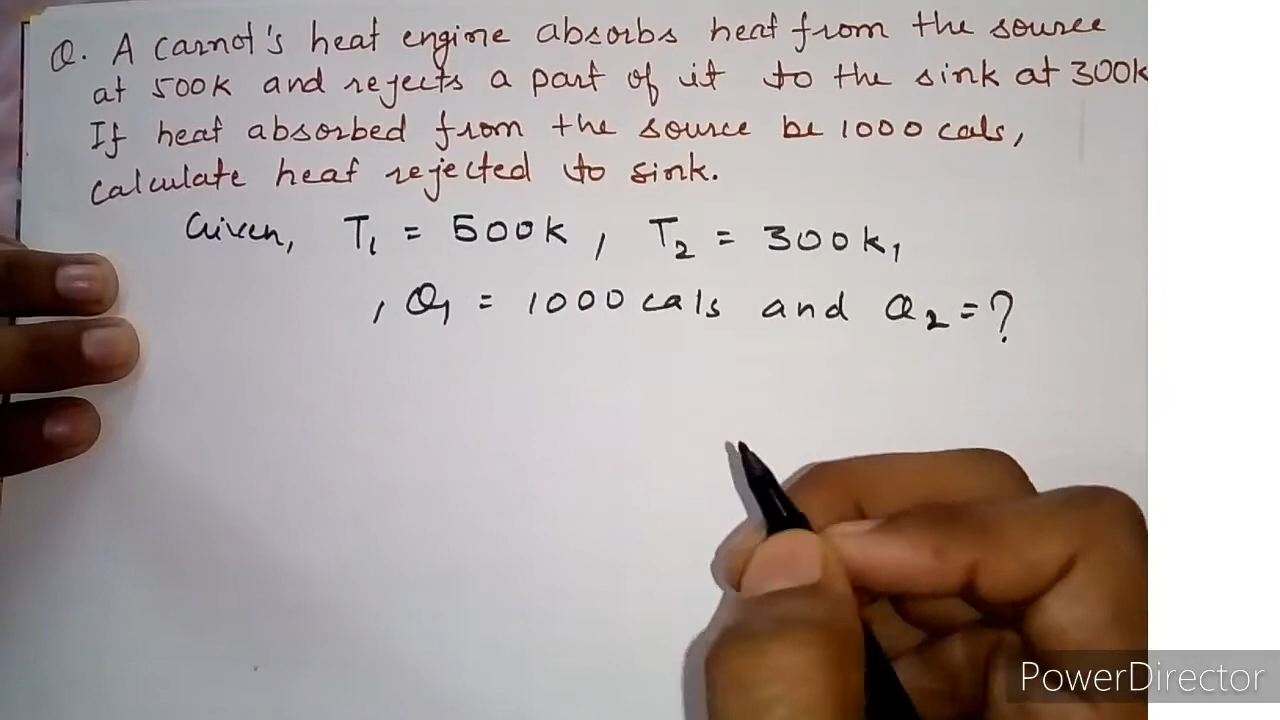 Q. A carnot's heat engine absorbs heat from the source
at 500K and rejects a part of it to the sink at 300K
If heat absorbed from the source be 1000 cals,
calculate heat rejected to sink.
Given, T₁ = 500K, T₂ = 300K,
, Q₁ = 1000 cals and Q₂ = ?
PowerDirector